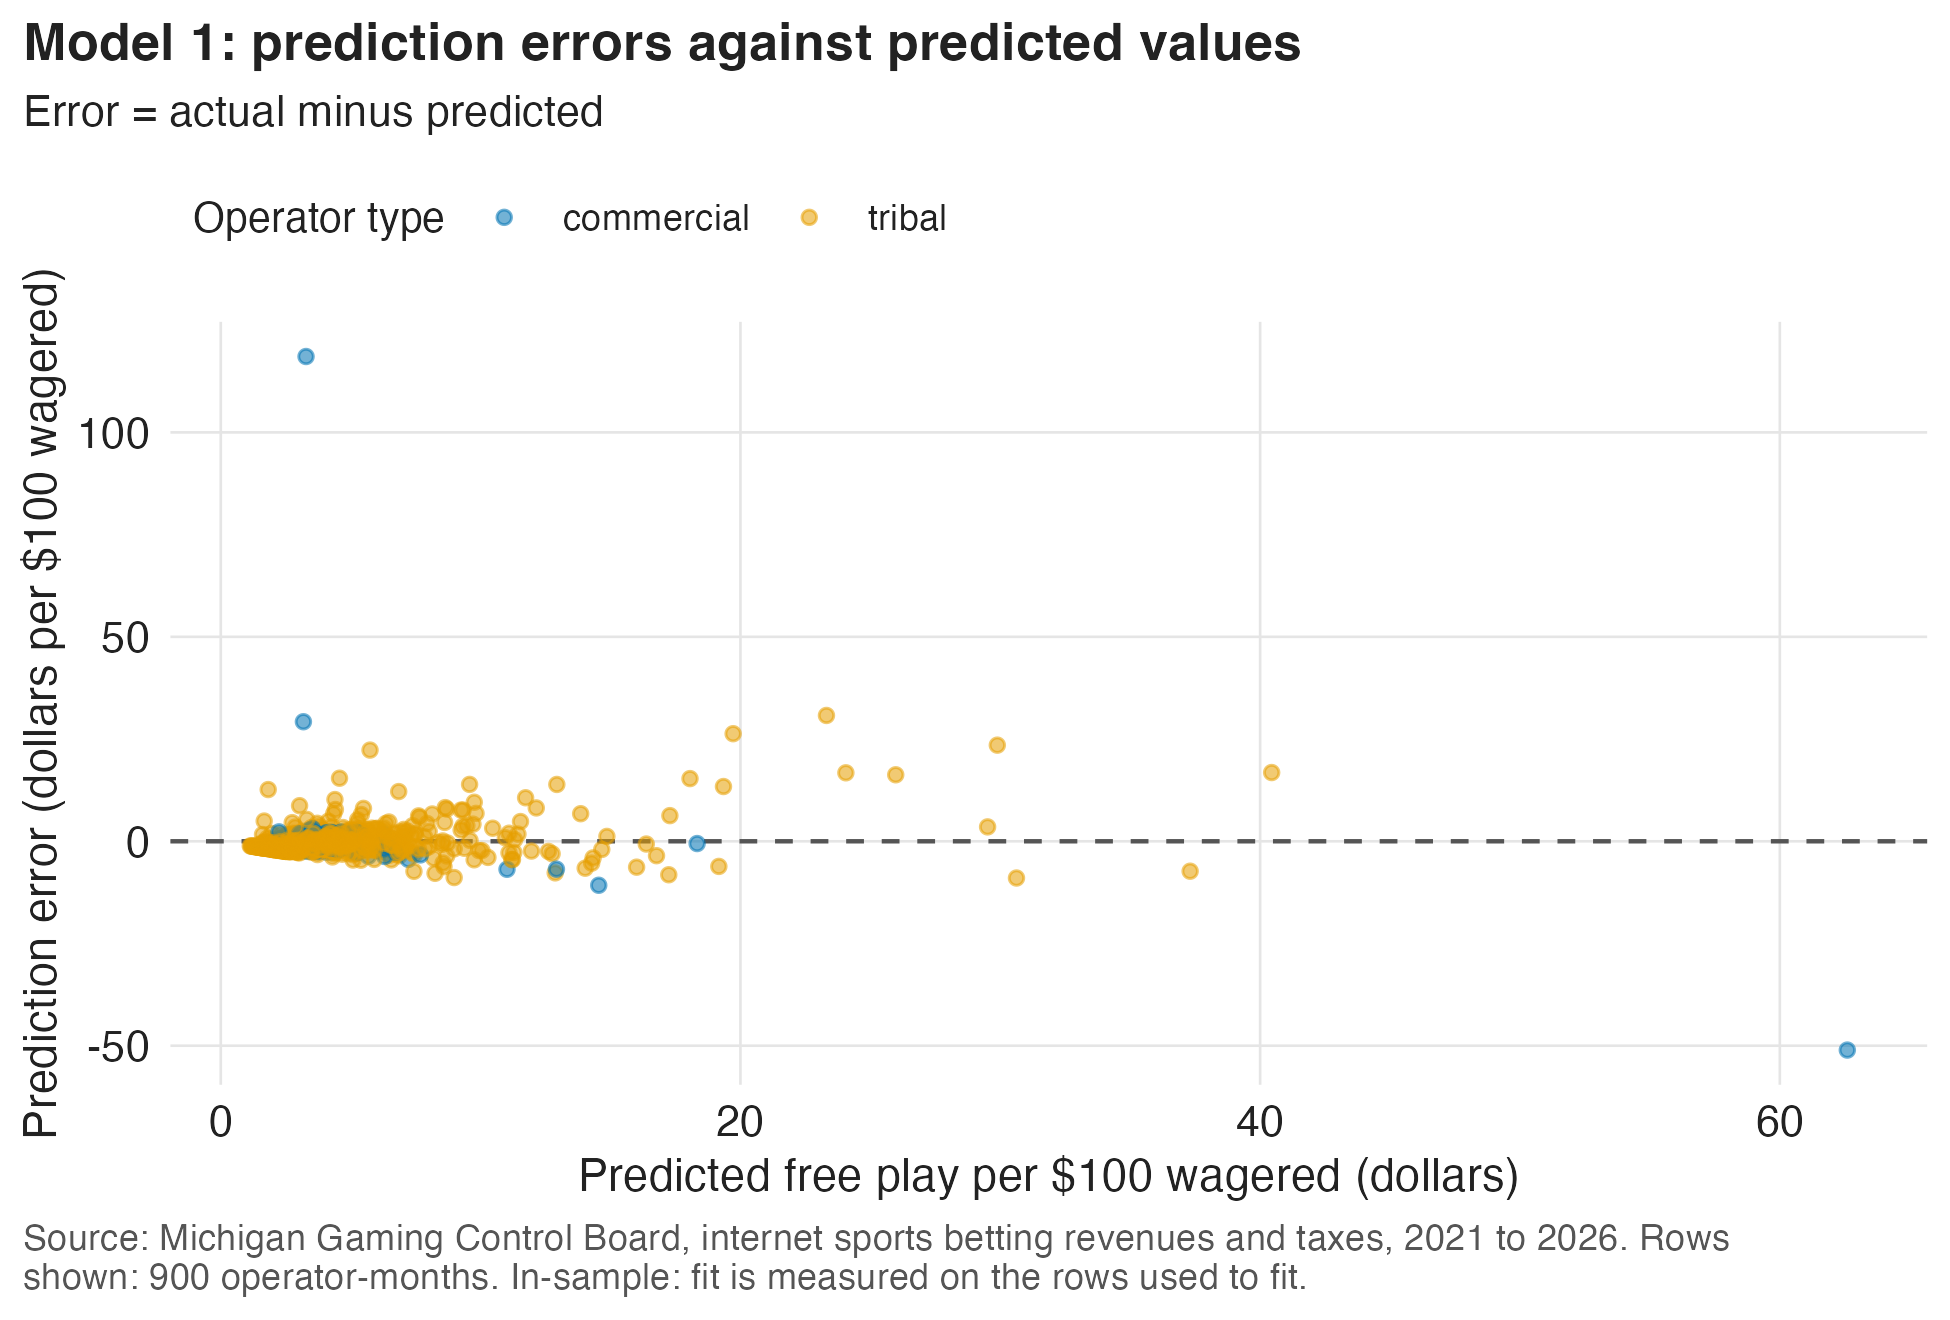 Model 1: prediction errors against predicted values
Error = actual minus predicted
Operator type
commercial
tribal
Prediction error (dollars per $100 wagered)
100
50
0
-50
0
20
40
60
Predicted free play per $100 wagered (dollars)
Source: Michigan Gaming Control Board, internet sports betting revenues and taxes, 2021 to 2026. Rows
shown: 900 operator-months. In-sample: fit is measured on the rows used to fit.